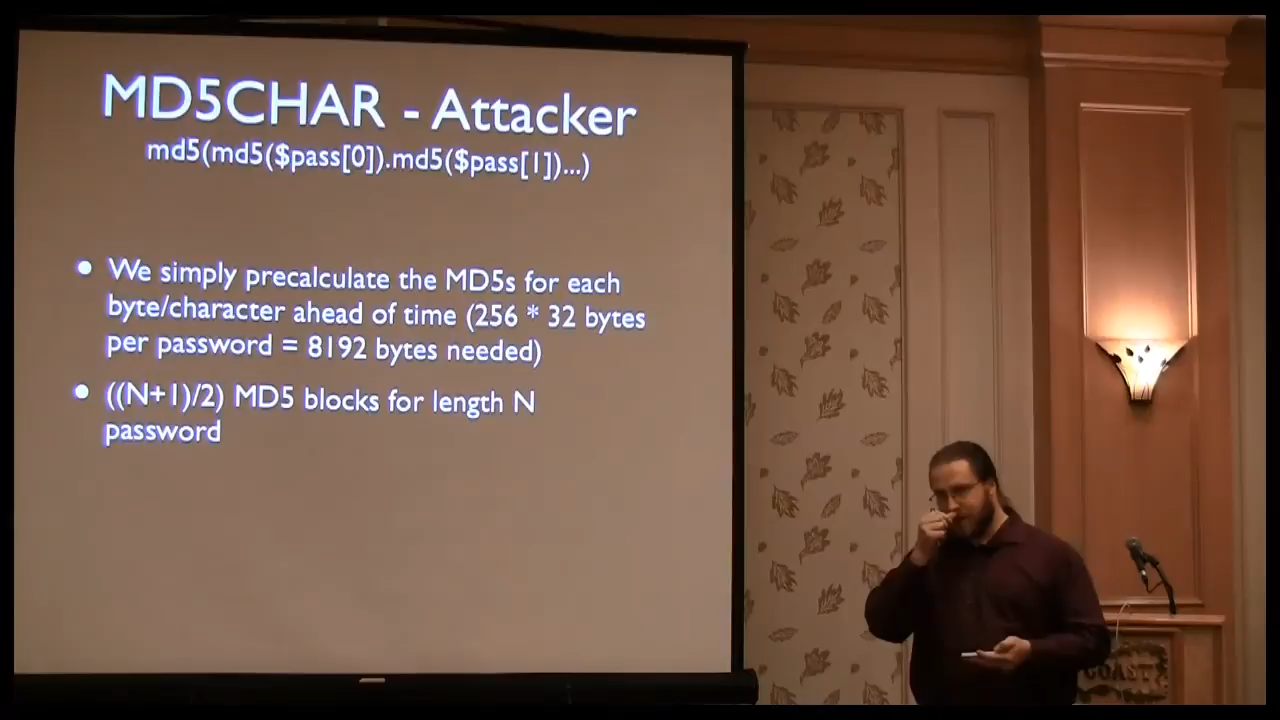 MD5CHAR - Attacker
md5(md5($pass[0]).md5($pass[1])...)
• We simply precalculate the MD5s for each
byte/character ahead of time (256 * 32 bytes
per password = 8192 bytes needed)
• ((N+1)/2) MD5 blocks for length N
password
COAST